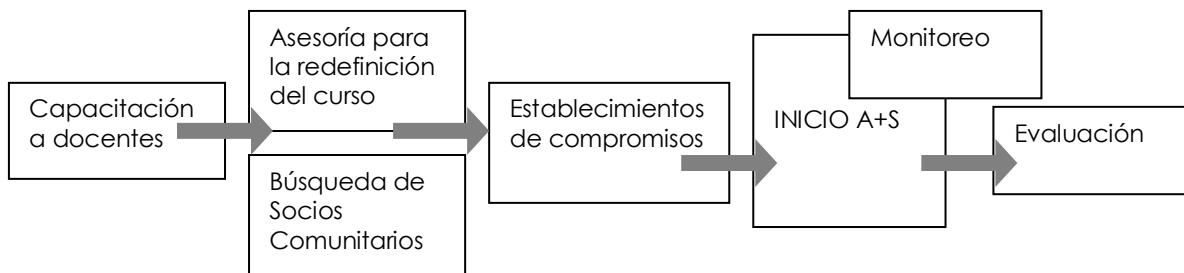 Capacitación
a docentes
Asesoría para
la redefinición
del curso
Búsqueda de
Socios
Comunitarios
Establecimientos
de compromisos
INICIO A+S
Monitoreo
Evaluación